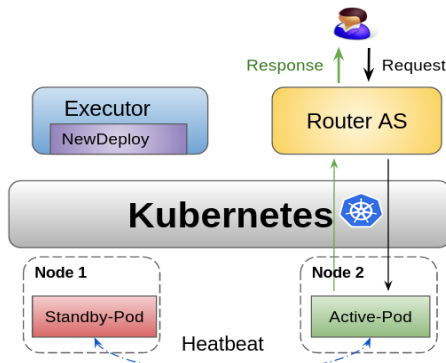 Response
Request
Executor
NewDeploy
Router AS
Kubernetes
Node 1
Node 2
Standby-Pod
Active-Pod
Heatbeat